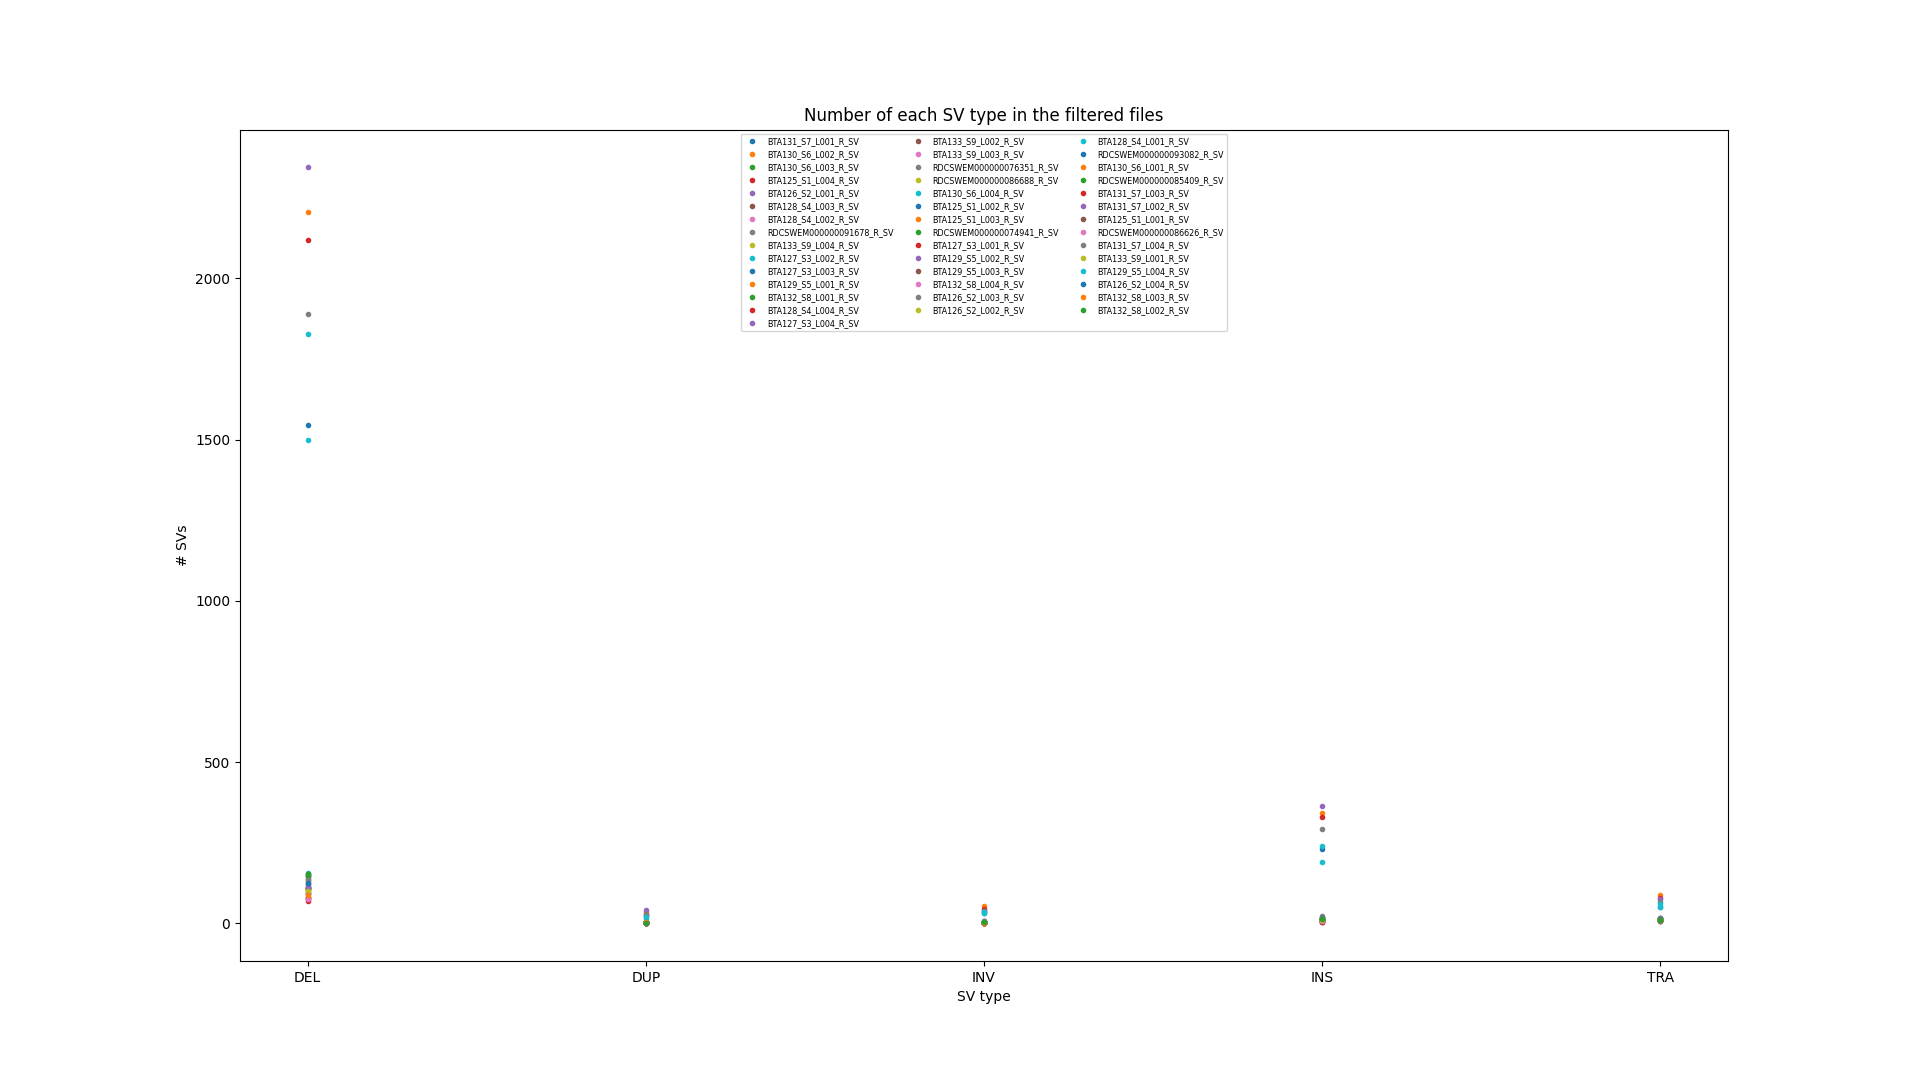 Number of each SV type in the filtered files
BTA131_S7_L001_R_SV
BTA130_S6_L002_R_SV
BTA130_S6_L003_R_SV
BTA125_S1_L004_R_SV
BTA126_S2_L001_R_SV
BTA128_S4_L003_R_SV
BTA128_S4_L002_R_SV
RDCSWEM000000091678_R_SV
BTA133_S9_L004_R_SV
BTA127_S3_L002_R_SV
BTA127_S3_L003_R_SV
BTA129_S5_L001_R_SV
BTA132_S8_L001_R_SV
BTA128_S4_L004_R_SV
BTA127_S3_L004_R_SV
BTA133_S9_L002_R_SV
BTA133_S9_L003_R_SV
RDCSWEM000000076351_R_SV
RDCSWEM000000086688_R_SV
BTA130_S6_L004_R_SV
BTA125_S1_L002_R_SV
BTA125_S1_L003_R_SV
RDCSWEM000000074941_R_SV
BTA127_S3_L001_R_SV
BTA129_S5_L002_R_SV
BTA129_S5_L003_R_SV
BTA132_S8_L004_R_SV
BTA126_S2_L003_R_SV
BTA126_S2_L002_R_SV
BTA128_S4_L001_R_SV
RDCSWEM000000093082_R_SV
BTA130_S6_L001_R_SV
RDCSWEM000000085409_R_SV
BTA131_S7_L003_R_SV
BTA131_S7_L002_R_SV
BTA125_S1_L001_R_SV
RDCSWEM000000086626_R_SV
BTA131_S7_L004_R_SV
BTA133_S9_L001_R_SV
BTA129_S5_L004_R_SV
BTA126_S2_L004_R_SV
BTA132_S8_L003_R_SV
BTA132_S8_L002_R_SV
# SVs
2000
1500
1000
500
0
DEL DUP INV INS TRA
SV type